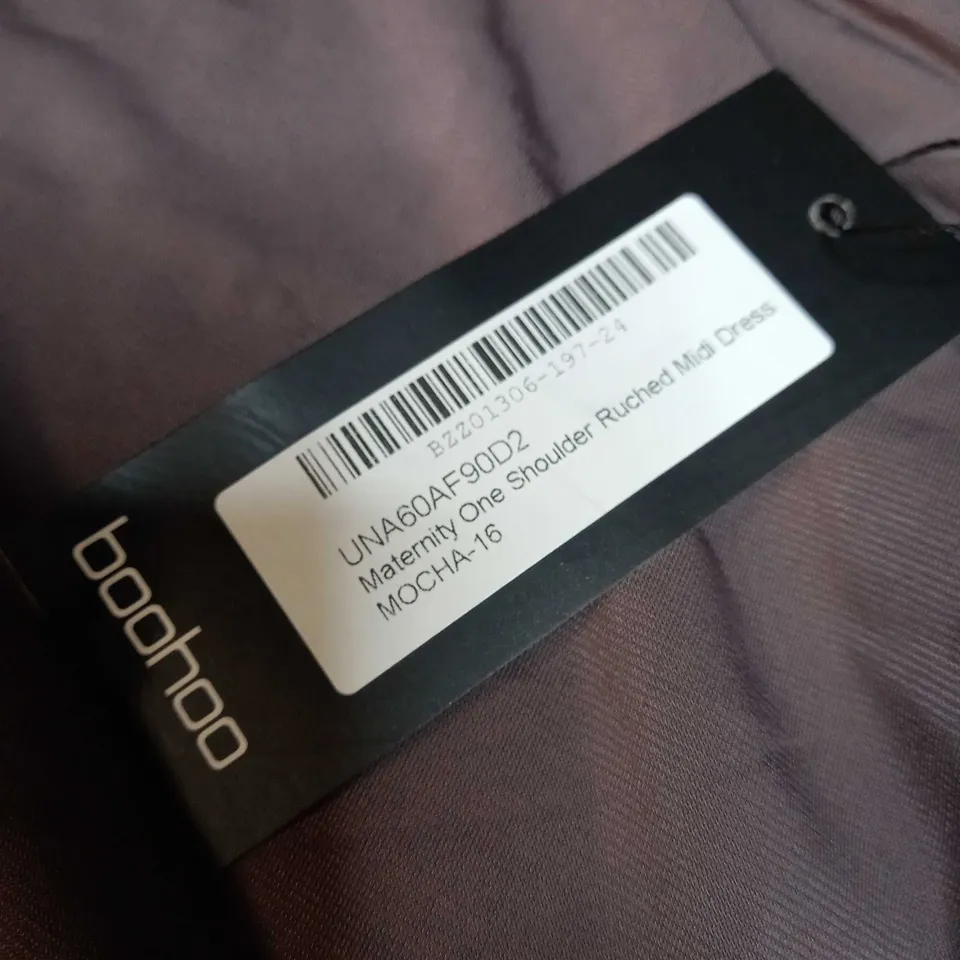 BZZ01306-197-24
UNA60AF90D2
Maternity One Shoulder Ruched Midi Dress
MOCHA-16
boohoo